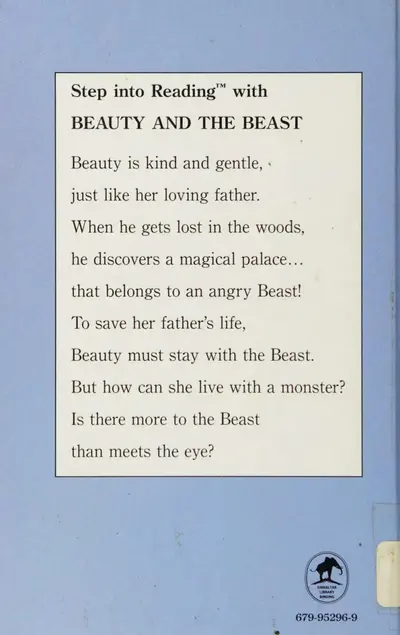 Step into Reading™ with
BEAUTY AND THE BEAST
Beauty is kind and gentle,
just like her loving father.
When he gets lost in the woods,
he discovers a magical palace...
that belongs to an angry Beast!
To save her father's life,
Beauty must stay with the Beast.
But how can she live with a monster?
Is there more to the Beast
than meets the eye?
GIBRALTAR
LIBRARY
BINDING
679-95296-9